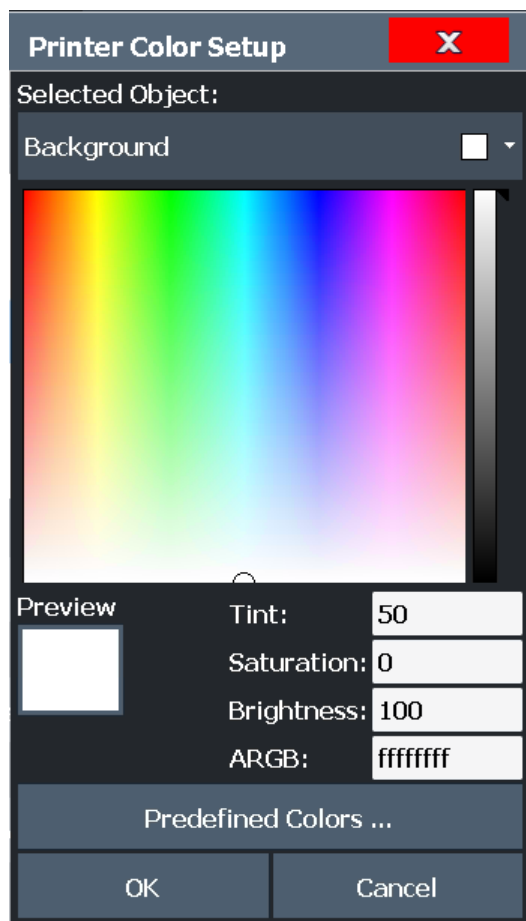 Printer Color Setup X
Selected Object:
Background
Preview
Tint: 50
Saturation: 0
Brightness: 100
ARGB: ffffffff
Predefined Colors ...
OK Cancel